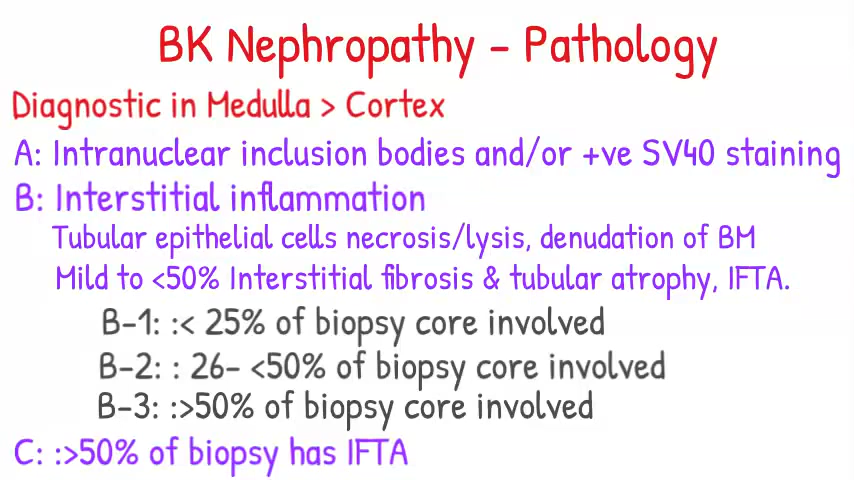 BK Nephropathy - Pathology
Diagnostic in Medulla > Cortex
A: Intranuclear inclusion bodies and/or +ve SV40 staining
B: Interstitial inflammation
Tubular epithelial cells necrosis/lysis, denudation of BM
Mild to <50% Interstitial fibrosis & tubular atrophy, IFTA.
B-1: :< 25% of biopsy core involved
B-2: : 26- <50% of biopsy core involved
B-3: :>50% of biopsy core involved
C: :>50% of biopsy has IFTA